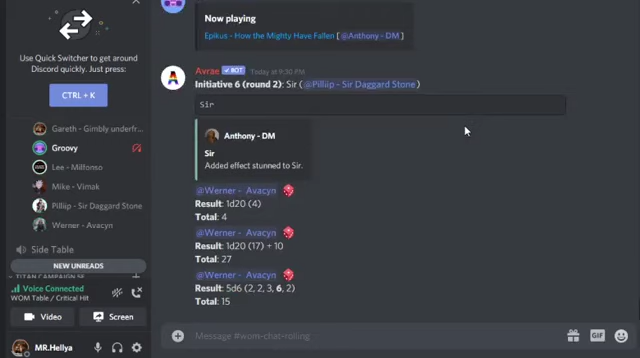 Use Quick Switcher to get around
Discord quickly. Just press:
CTRL + K
Gareth - Gimbly underfr...
Groovy
Lee - Milfonso
Mike - Vimak
Pilliip - Sir Daggard Stone
Werner - Avacyn
Side Table
NEW UNREADS
Voice Connected
WOM Table / Critical Hit
Video
Screen
MR.Hellya
Now playing
Epikus - How the Mighty Have Fallen [ @Anthony - DM ]
Avrae BOT Today at 9:30 PM
Initiative 6 (round 2): Sir ( @Pilliip - Sir Daggard Stone )
Sir
Anthony - DM
Sir
Added effect stunned to Sir.
@Werner - Avacyn
Result: 1d20 (4)
Total: 4
@Werner - Avacyn
Result: 1d20 (17) + 10
Total: 27
@Werner - Avacyn
Result: 5d6 (2, 2, 3, 6, 2)
Total: 15
Message #wom-chat-rolling
GIF